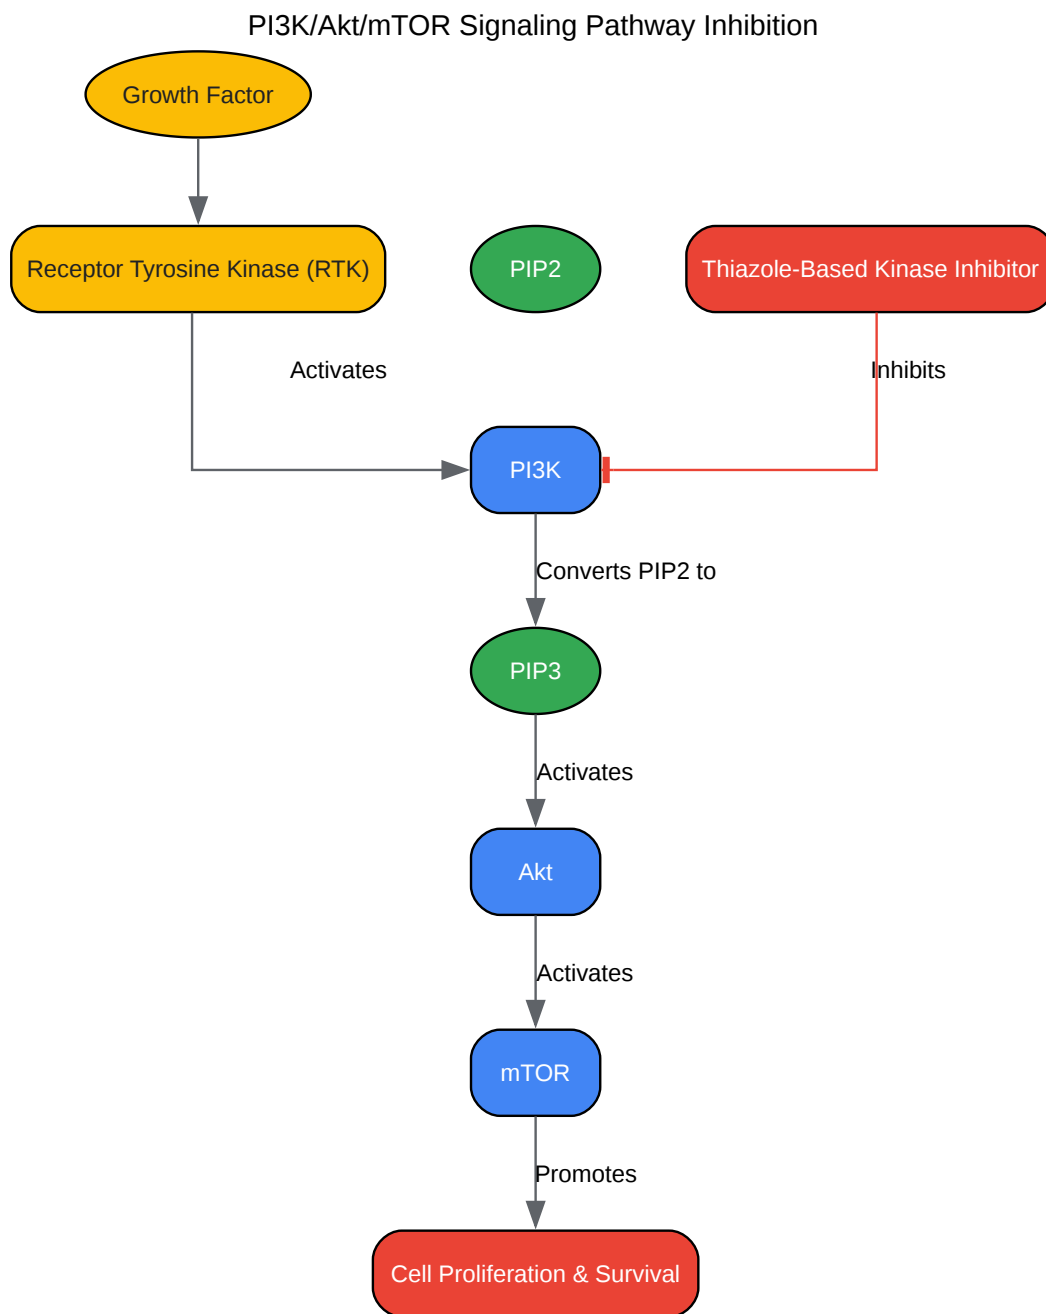 PI3K/Akt/mTOR Signaling Pathway Inhibition
Growth Factor
Receptor Tyrosine Kinase (RTK)
PIP2
Thiazole-Based Kinase Inhibitor
Activates
Inhibits
PI3K
Converts PIP2 to
PIP3
Activates
Akt
Activates
mTOR
Promotes
Cell Proliferation & Survival